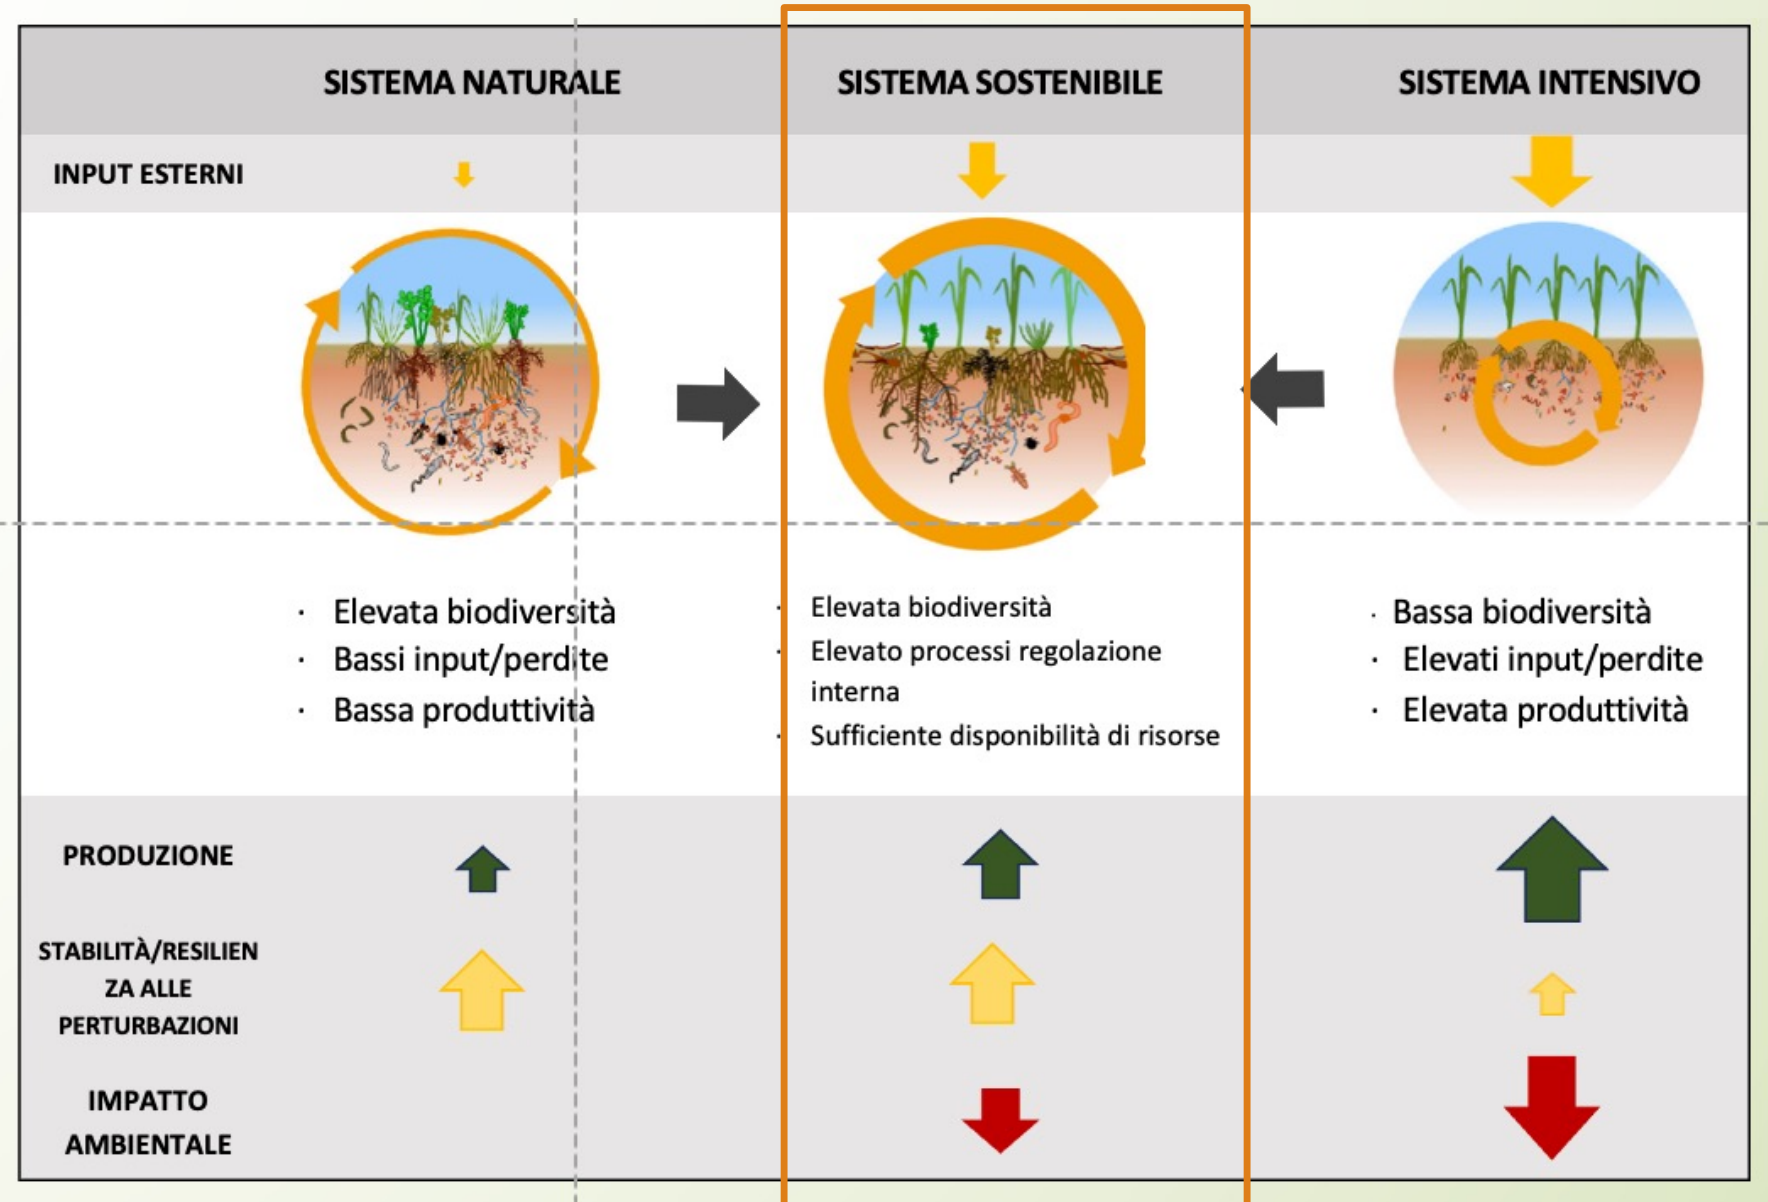 SISTEMA NATURALE
SISTEMA SOSTENIBILE
SISTEMA INTENSIVO
INPUT ESTERNI
· Elevata biodiversità
· Bassi input/perdite
· Bassa produttività
· Elevata biodiversità
· Elevato processi regolazione
interna
· Sufficiente disponibilità di risorse
· Bassa biodiversità
· Elevati input/perdite
· Elevata produttività
PRODUZIONE
STABILITÀ/RESILIEN
ZA ALLE
PERTURBAZIONI
IMPATTO
AMBIENTALE